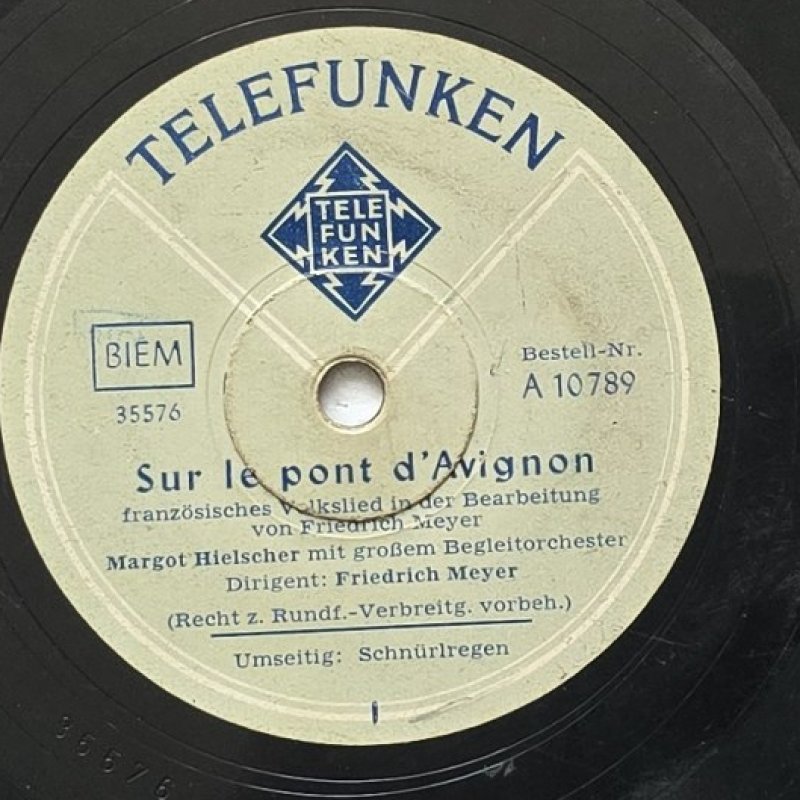 TELEFUNKEN
TELE
FUN
KEN
BIEM
35576
Bestell-Nr.
A 10789
Sur le pont d'Avignon
französisches Volkslied in der Bearbeitung
von Friedrich Meyer
Margot Hielscher mit großem Begleitorchester
Dirigent: Friedrich Meyer
(Recht z. Rundf.-Verbreitg. vorbeh.)
Umseitig: Schnürlregen
35576